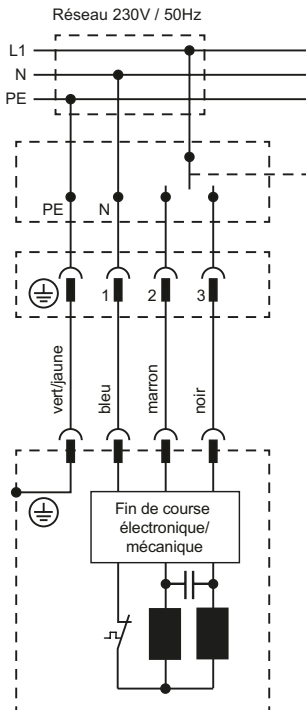 Réseau 230V / 50Hz
L1
N
PE
PE N
1 2 3
vert/jaune
bleu
marron
noir
Fin de course
électronique/
mécanique